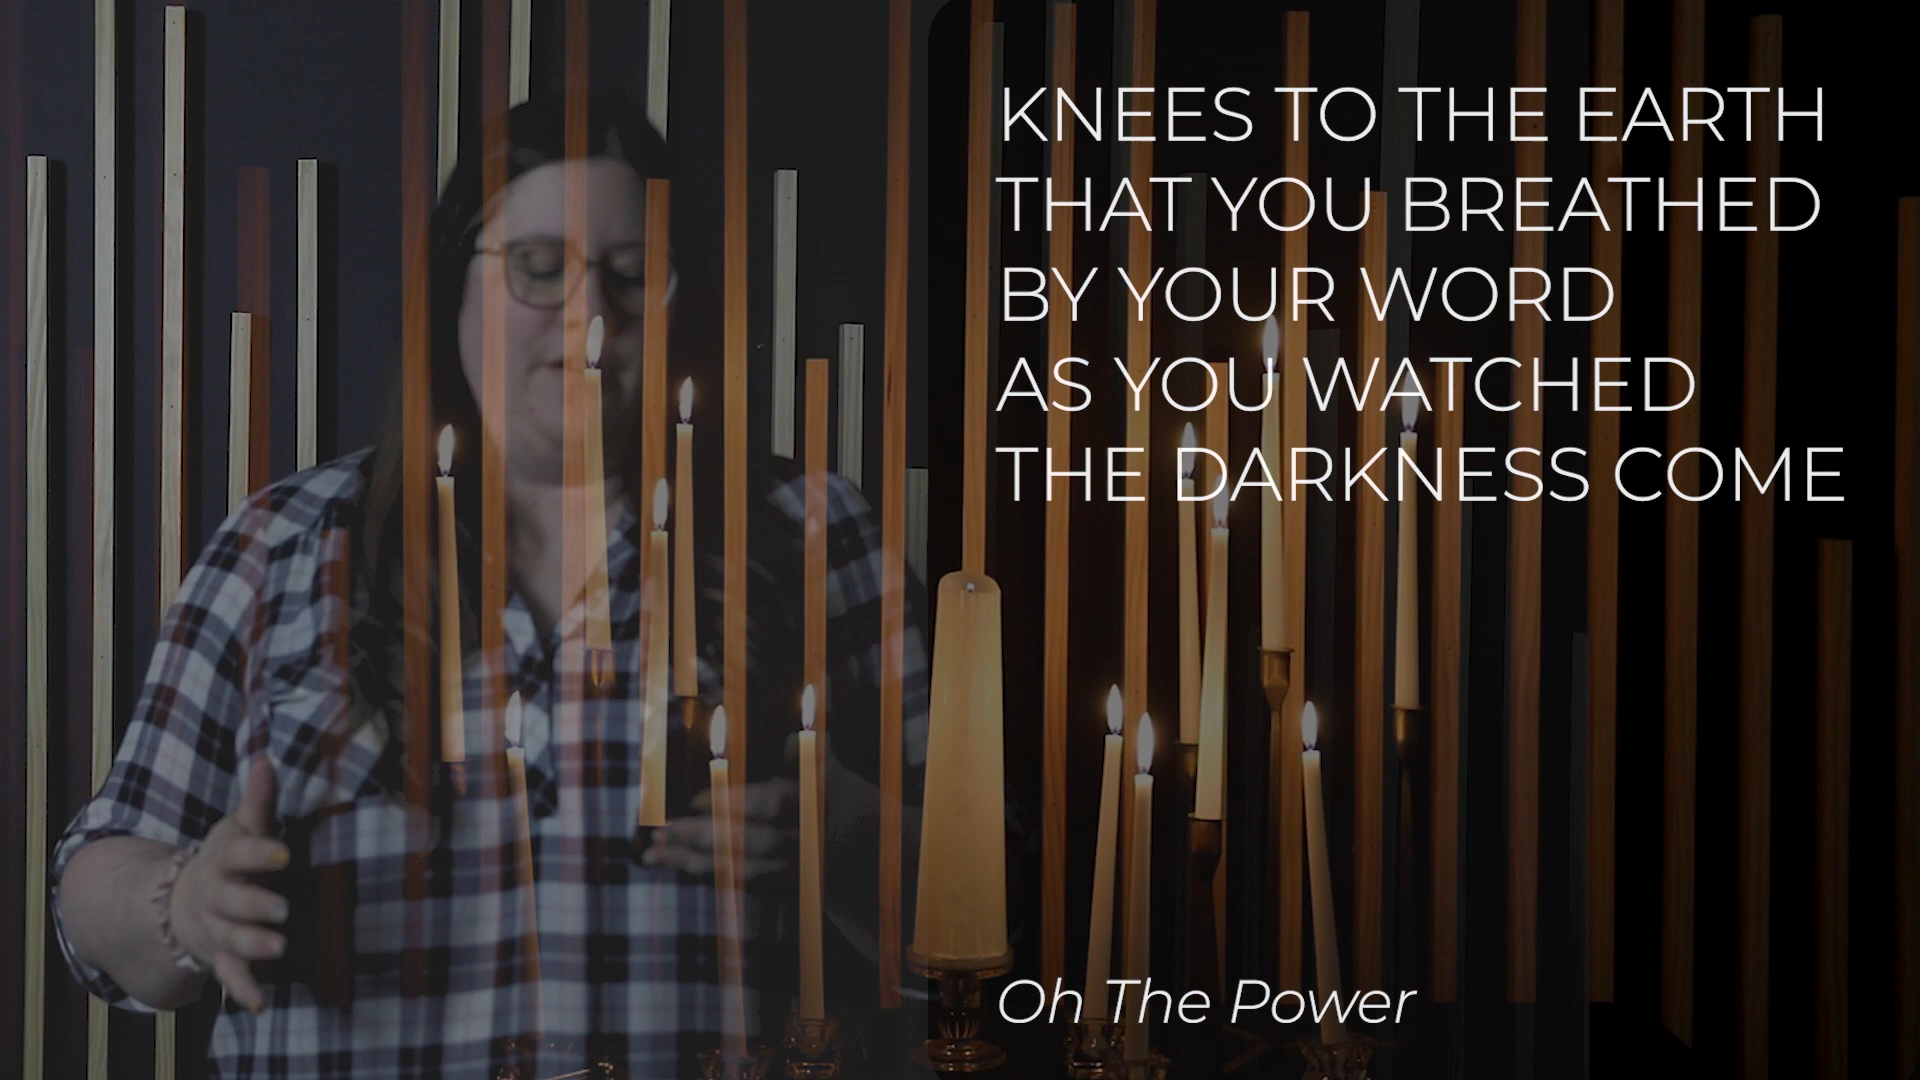 KNEES TO THE EARTH
THAT YOU BREATHED
BY YOUR WORD
AS YOU WATCHED
THE DARKNESS COME
Oh The Power